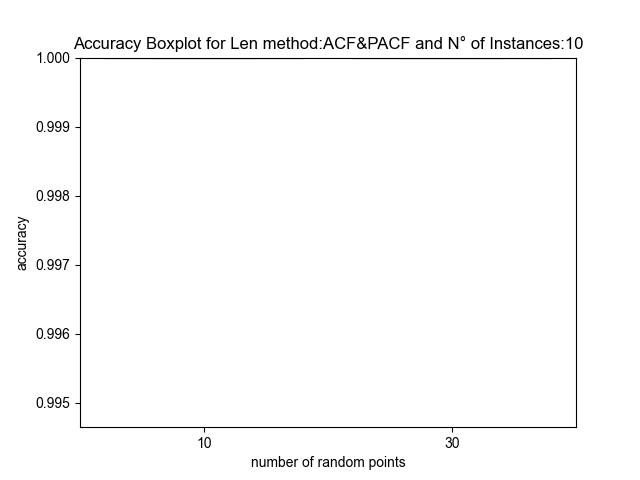 Accuracy Boxplot for Len method:ACF&PACF and N° of Instances:10
1.000
0.999
0.998
0.997
0.996
0.995
accuracy
10
30
number of random points